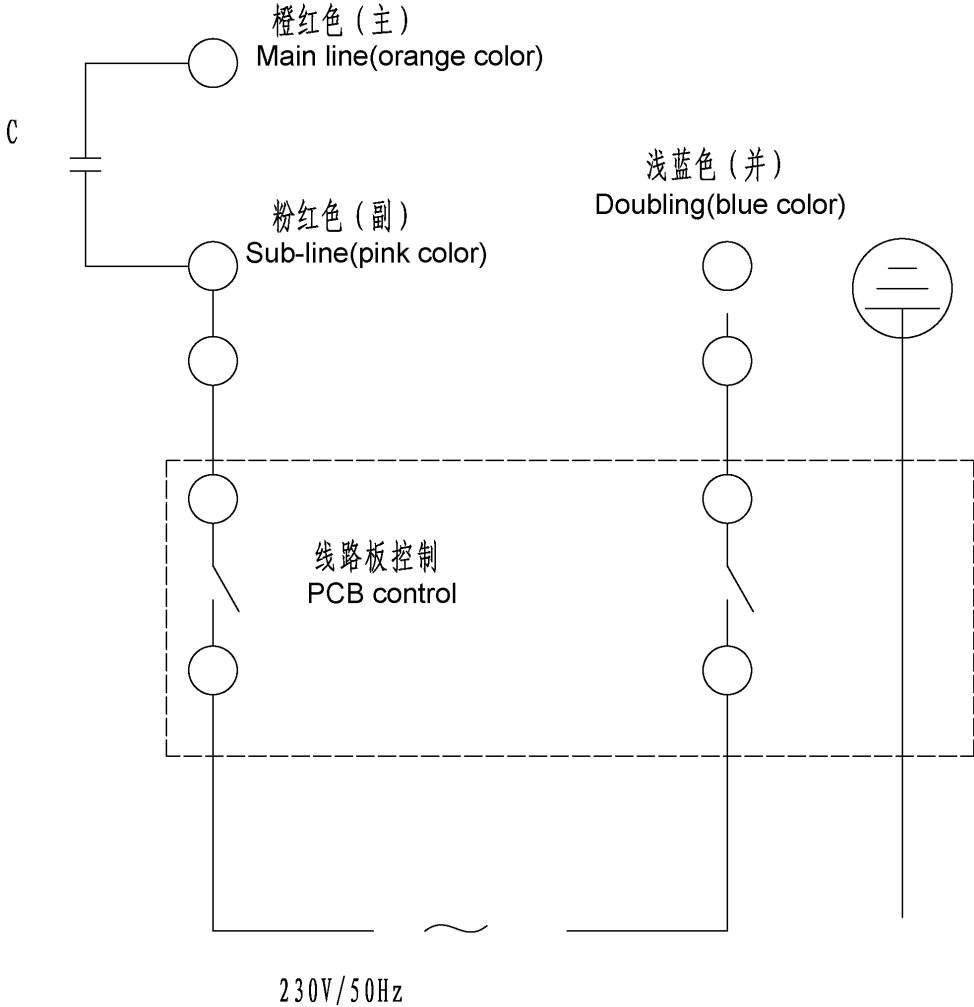 橙红色（主）
Main line(orange color)
C
浅蓝色（并）
Doubling(blue color)
粉红色（副）
Sub-line(pink color)
线路板控制
PCB control
230V/50Hz